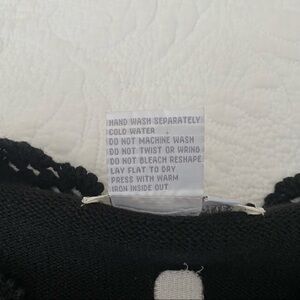 HAND WASH SEPARATELY
COLD WATER .
DO NOT MACHINE WASH
DO NOT TWIST OR WRING
DO NOT BLEACH RESHAPE
LAY FLAT TO DRY
PRESS WITH WARM
IRON INSIDE OUT